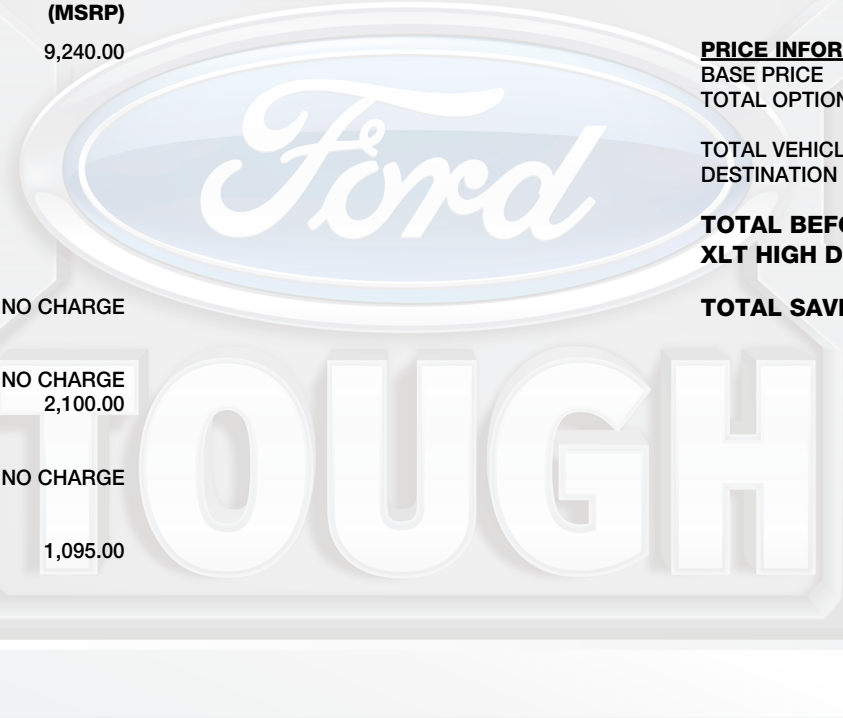 (MSRP)
9,240.00
NO CHARGE
NO CHARGE
2,100.00
NO CHARGE
1,095.00
PRICE INFOR
BASE PRICE
TOTAL OPTION
TOTAL VEHICL
DESTINATION
TOTAL BEFO
XLT HIGH D
TOTAL SAVI
Ford
TOUGH